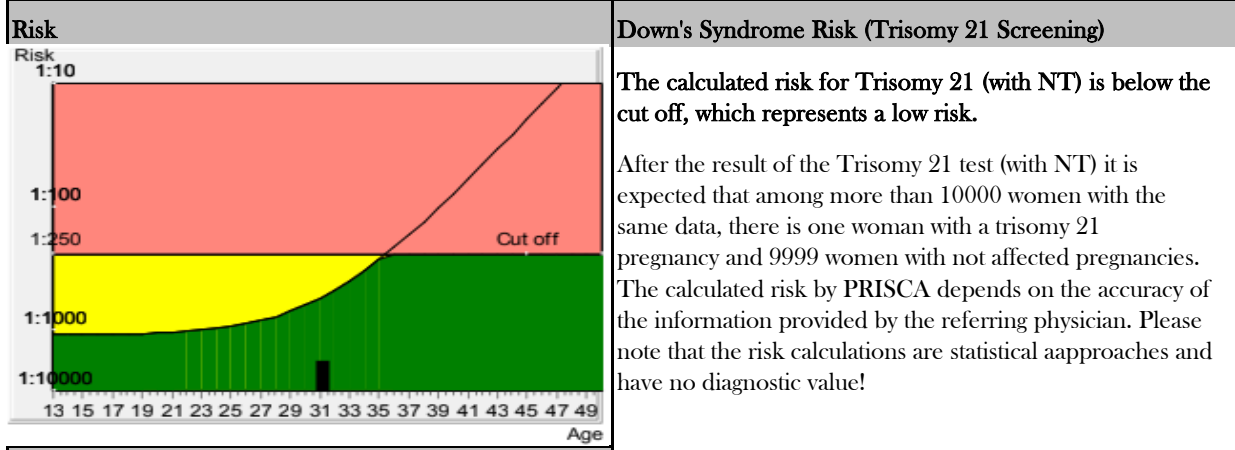 Risk
Down's Syndrome Risk (Trisomy 21 Screening)
Risk
1:10
1:100
1:250
Cut off
1:1000
1:10000
13 15 17 19 21 23 25 27 29 31 33 35 37 39 41 43 45 47 49
Age
The calculated risk for Trisomy 21 (with NT) is below the
cut off, which represents a low risk.
After the result of the Trisomy 21 test (with NT) it is
expected that among more than 10000 women with the
same data, there is one woman with a trisomy 21
pregnancy and 9999 women with not affected pregnancies.
The calculated risk by PRISCA depends on the accuracy of
the information provided by the referring physician. Please
note that the risk calculations are statistical aapproaches and
have no diagnostic value!